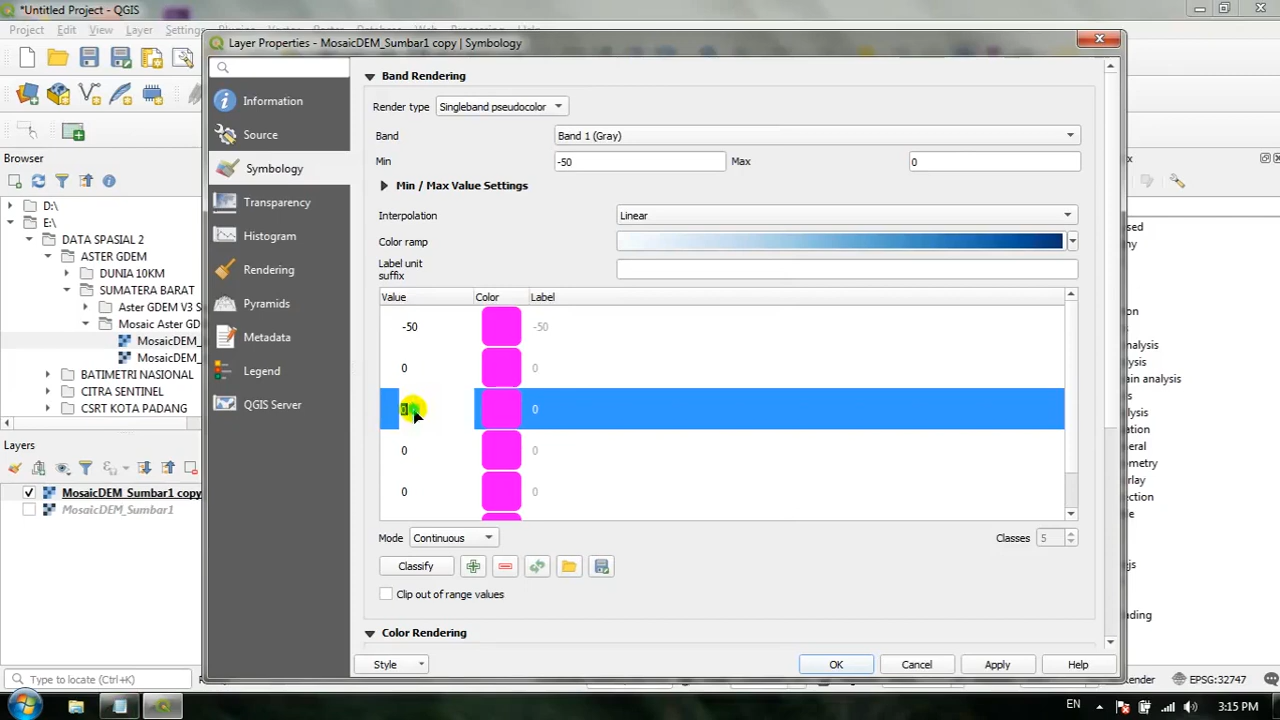 *Untitled Project - QGIS
Project Edit View Layer Settings
Layer Properties - MosaicDEM_Sumbar1 copy | Symbology
Information
Source
Symbology
Transparency
Histogram
Rendering
Pyramids
Metadata
Legend
QGIS Server
Band Rendering
Render type Singleband pseudocolor
Band Band 1 (Gray)
Min -50 Max 0
Min / Max Value Settings
Interpolation Linear
Color ramp
Label unit
suffix
Value Color Label
-50 -50
0 0
0 0
0 0
0 0
Mode Continuous Classes 5
Classify
Clip out of range values
Color Rendering
Style OK Cancel Apply Help
Browser
D:\
E:\
DATA SPASIAL 2
ASTER GDEM
DUNIA 10KM
SUMATERA BARAT
Aster GDEM V3 S
Mosaic Aster GD
MosaicDEM_
MosaicDEM_
BATIMETRI NASIONAL
CITRA SENTINEL
CSRT KOTA PADANG
Layers
MosaicDEM_Sumbar1 copy
MosaicDEM_Sumbar1
Type to locate (Ctrl+K)
Render EPSG:32747
EN 3:15 PM